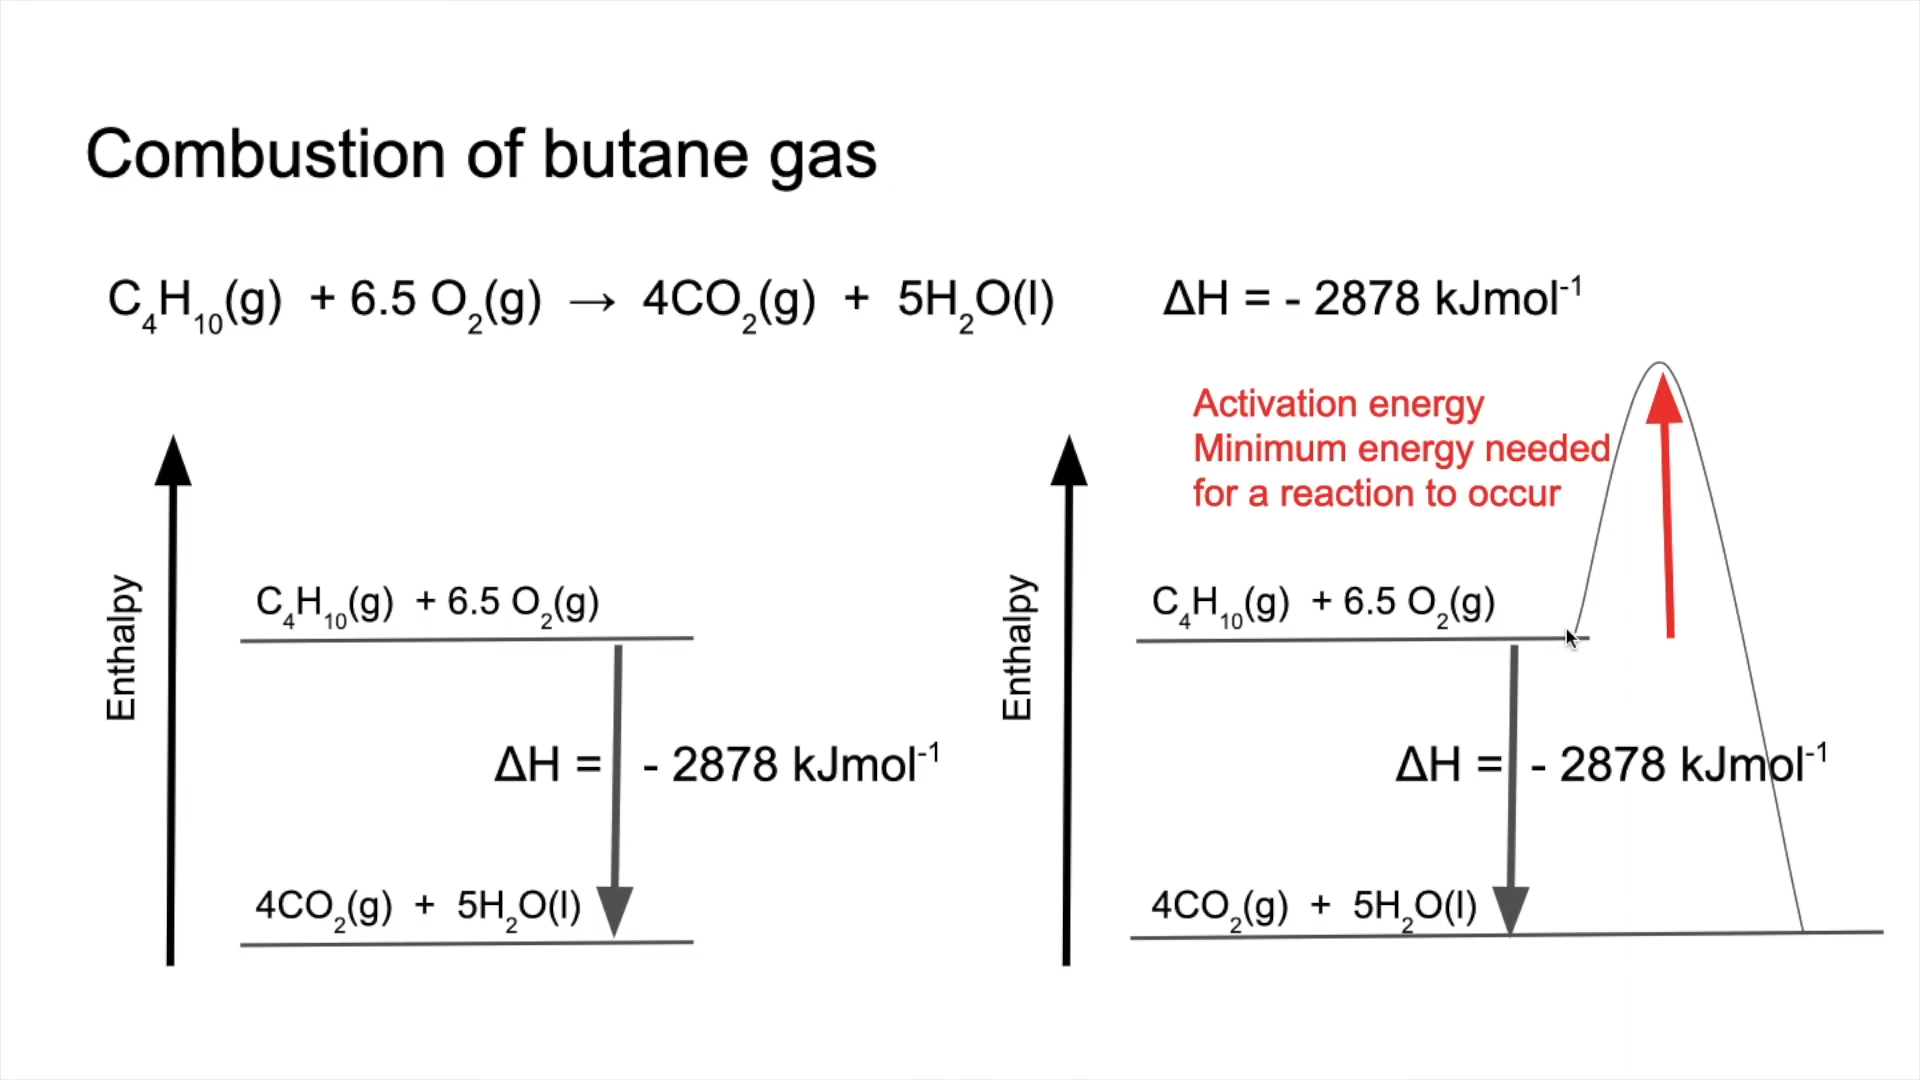 Combustion of butane gas
C₄H₁₀(g) + 6.5 O₂(g) → 4CO₂(g) + 5H₂O(l) ΔH = - 2878 kJmol⁻¹
Enthalpy
C₄H₁₀(g) + 6.5 O₂(g)
ΔH = - 2878 kJmol⁻¹
4CO₂(g) + 5H₂O(l)
Activation energy
Minimum energy needed
for a reaction to occur
Enthalpy
C₄H₁₀(g) + 6.5 O₂(g)
ΔH = - 2878 kJmol⁻¹
4CO₂(g) + 5H₂O(l)